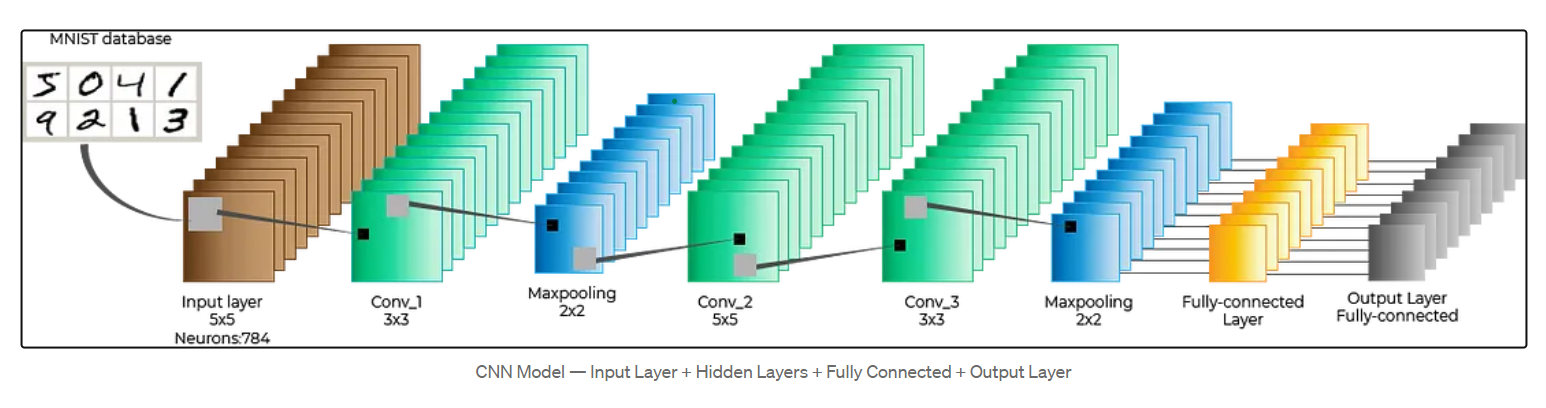 MNIST database
5 0 4 1
9 2 1 3
Input layer
5x5
Neurons:784
Conv_1
3x3
Maxpooling
2x2
Conv_2
5x5
Conv_3
3x3
Maxpooling
2x2
Fully-connected
Layer
Output Layer
Fully-connected
CNN Model — Input Layer + Hidden Layers + Fully Connected + Output Layer